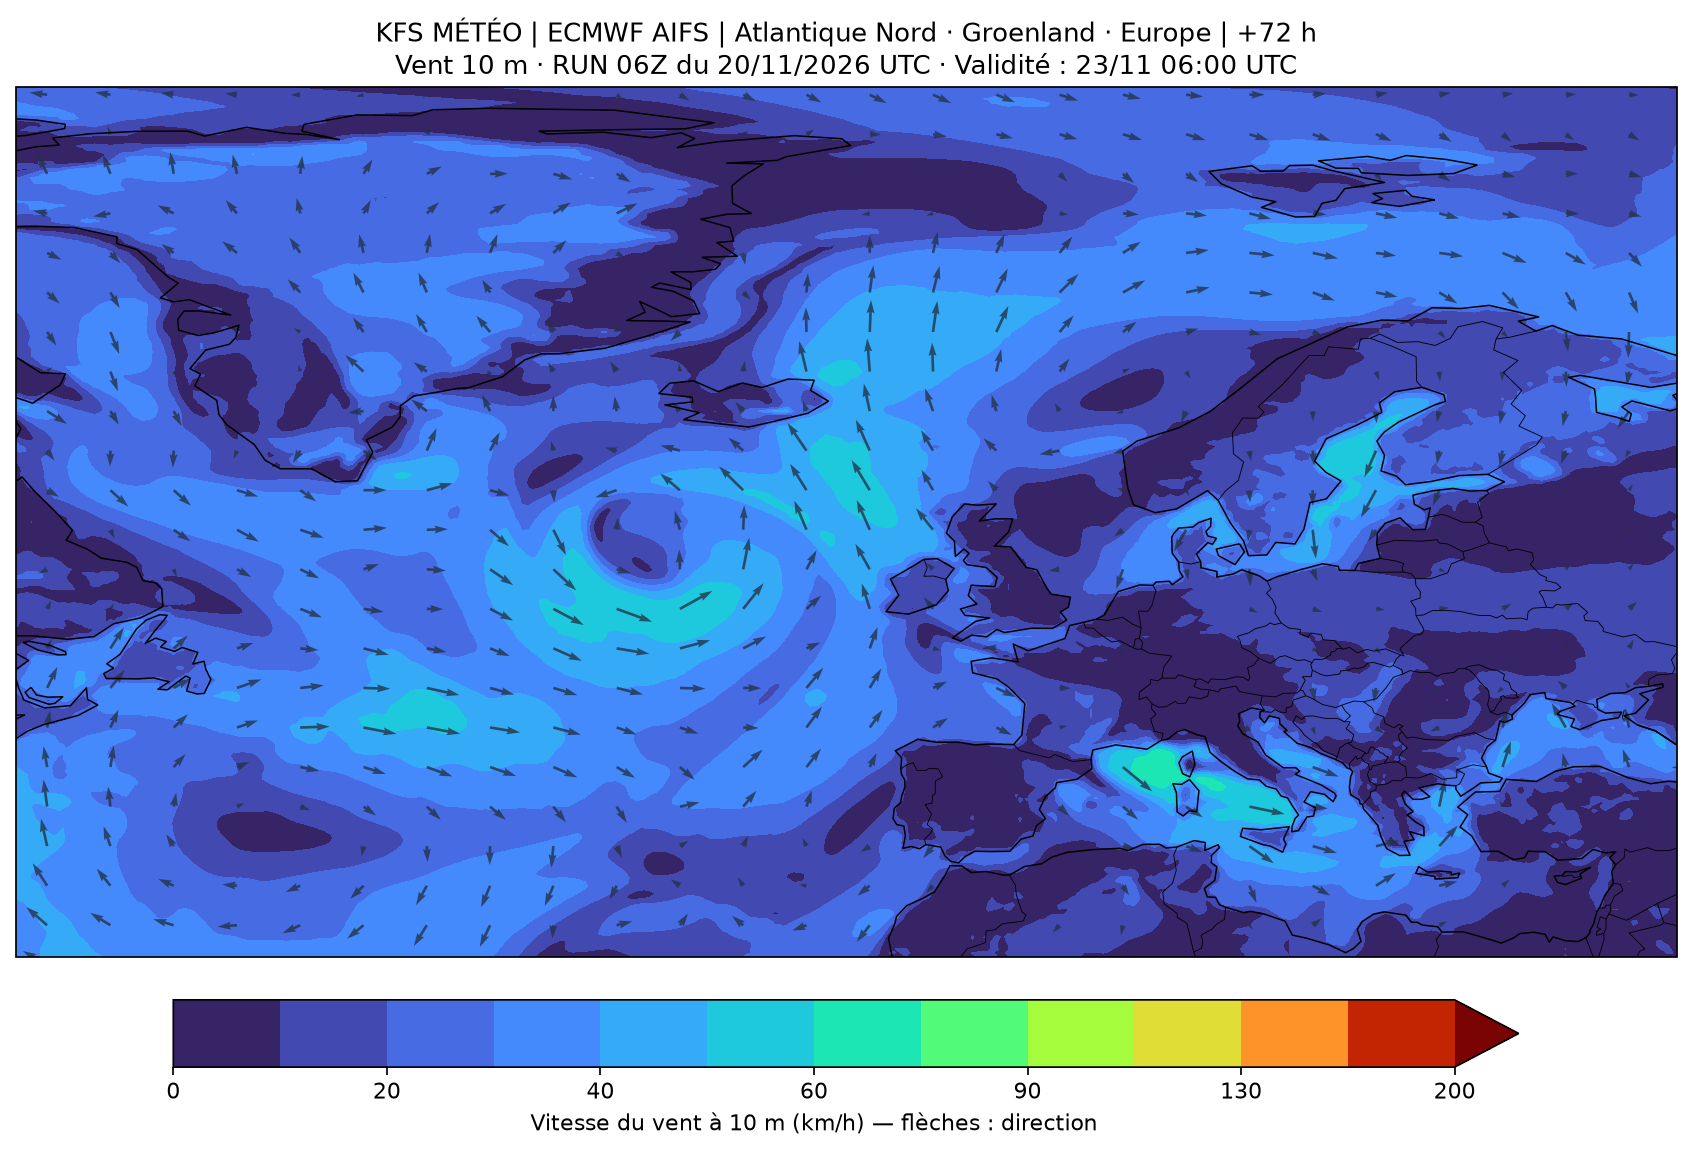 KFS MÉTÉO | ECMWF AIFS | Atlantique Nord · Groenland · Europe | +72 h
Vent 10 m · RUN 06Z du 20/11/2026 UTC · Validité : 23/11 06:00 UTC
0 20 40 60 90 130 200
Vitesse du vent à 10 m (km/h) — flèches : direction